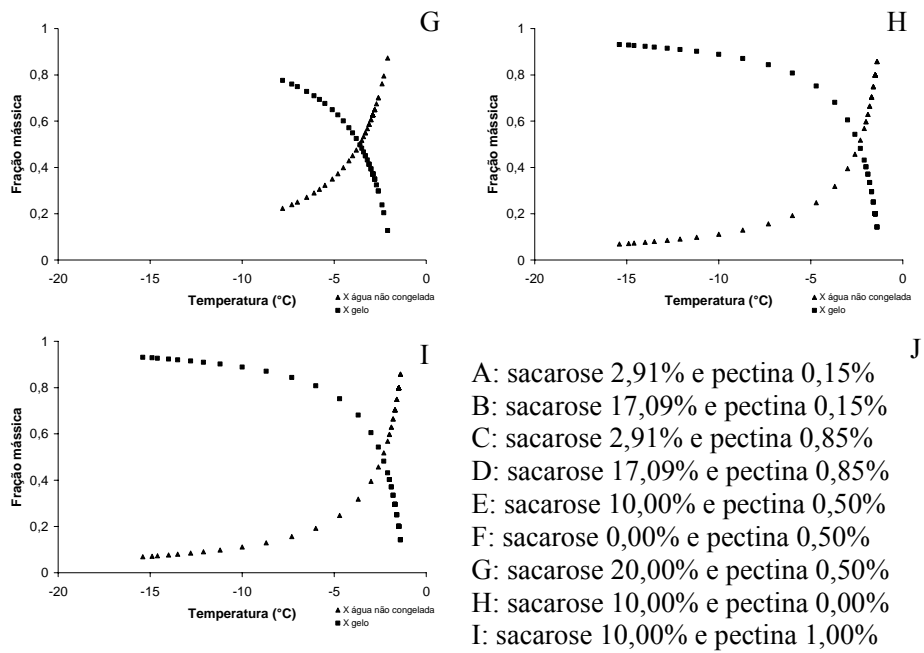 G
1
0,8
0,6
0,4
0,2
0
Fração mássica
-20 -15 -10 -5 0
Temperatura (°C)
X água não congelada
X gelo
H
1
0,8
0,6
0,4
0,2
0
Fração mássica
-20 -15 -10 -5 0
Temperatura (°C)
X água não congelada
X gelo
I
1
0,8
0,6
0,4
0,2
0
Fração mássica
-20 -15 -10 -5 0
Temperatura (°C)
X água não congelada
X gelo
J
A: sacarose 2,91% e pectina 0,15%
B: sacarose 17,09% e pectina 0,15%
C: sacarose 2,91% e pectina 0,85%
D: sacarose 17,09% e pectina 0,85%
E: sacarose 10,00% e pectina 0,50%
F: sacarose 0,00% e pectina 0,50%
G: sacarose 20,00% e pectina 0,50%
H: sacarose 10,00% e pectina 0,00%
I: sacarose 10,00% e pectina 1,00%